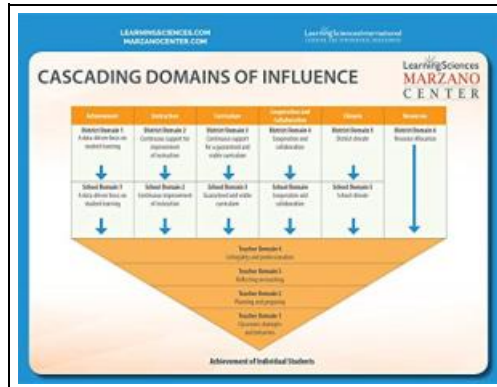 LEARNINGSCIENCES.COM
MARZANOCENTER.COM
LearningSciencesInternational
LearningSciences
MARZANO
CENTER
CASCADING DOMAINS OF INFLUENCE
Achievement
Instruction
Curriculum
Cooperation and
Collaboration
Climate
Resources
District Domain 1
A data-driven focus on
student learning
District Domain 2
Continuous support for
improvement
of instruction
District Domain 3
Continuous support
for a guaranteed and
viable curriculum
District Domain 4
Cooperation and
collaboration
District Domain 5
District climate
District Domain 6
Resource Allocation
School Domain 1
A data-driven focus on
student learning
School Domain 2
Continuous improvement
of instruction
School Domain 3
Guaranteed and viable
curriculum
School Domain
Cooperation and
collaboration
School Domain 5
School climate
Teacher Domain 4
Collegiality and professionalism
Teacher Domain 3
Reflecting on teaching
Teacher Domain 2
Planning and preparing
Teacher Domain 1
Classroom strategies
and behaviors
Achievement of Individual Students